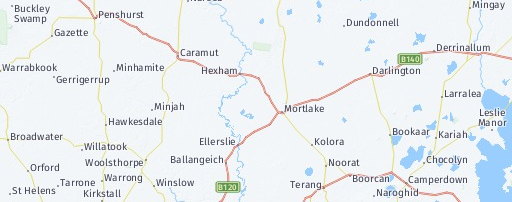 Buckley
Swamp
Penshurst
Gazette
Dundonnell
Mingay
Caramut
Derrinallum
B140
Warrabkook
Minhamite
Hexham
Darlington
Gerrigerrup
Larralea
Minjah
Mortlake
Leslie
Manor
Hawkesdale
Broadwater
Bookaar
Kariah
Willatook
Ellerslie
Kolora
Woolsthorpe
Ballangeich
Noorat
Chocolyn
Orford
Warrong
Boorcan
Camperdown
Tarrone
Winslow
B120
Terang
St Helens
Kirkstall
Naroghid